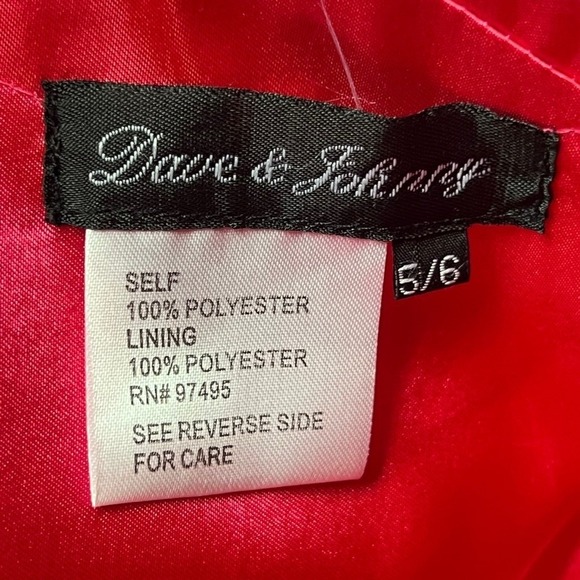 Dave & Johnny
5/6
SELF
100% POLYESTER
LINING
100% POLYESTER
RN# 97495
SEE REVERSE SIDE
FOR CARE